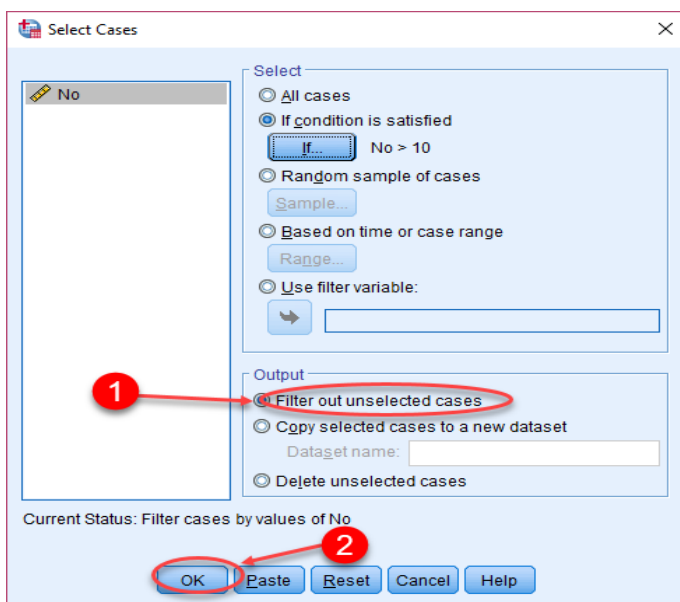 Select Cases
No
Select
All cases
If condition is satisfied
If... No > 10
Random sample of cases
Sample...
Based on time or case range
Range...
Use filter variable:
Output
1
Filter out unselected cases
Copy selected cases to a new dataset
Dataset name:
Delete unselected cases
Current Status: Filter cases by values of No
2
OK Paste Reset Cancel Help